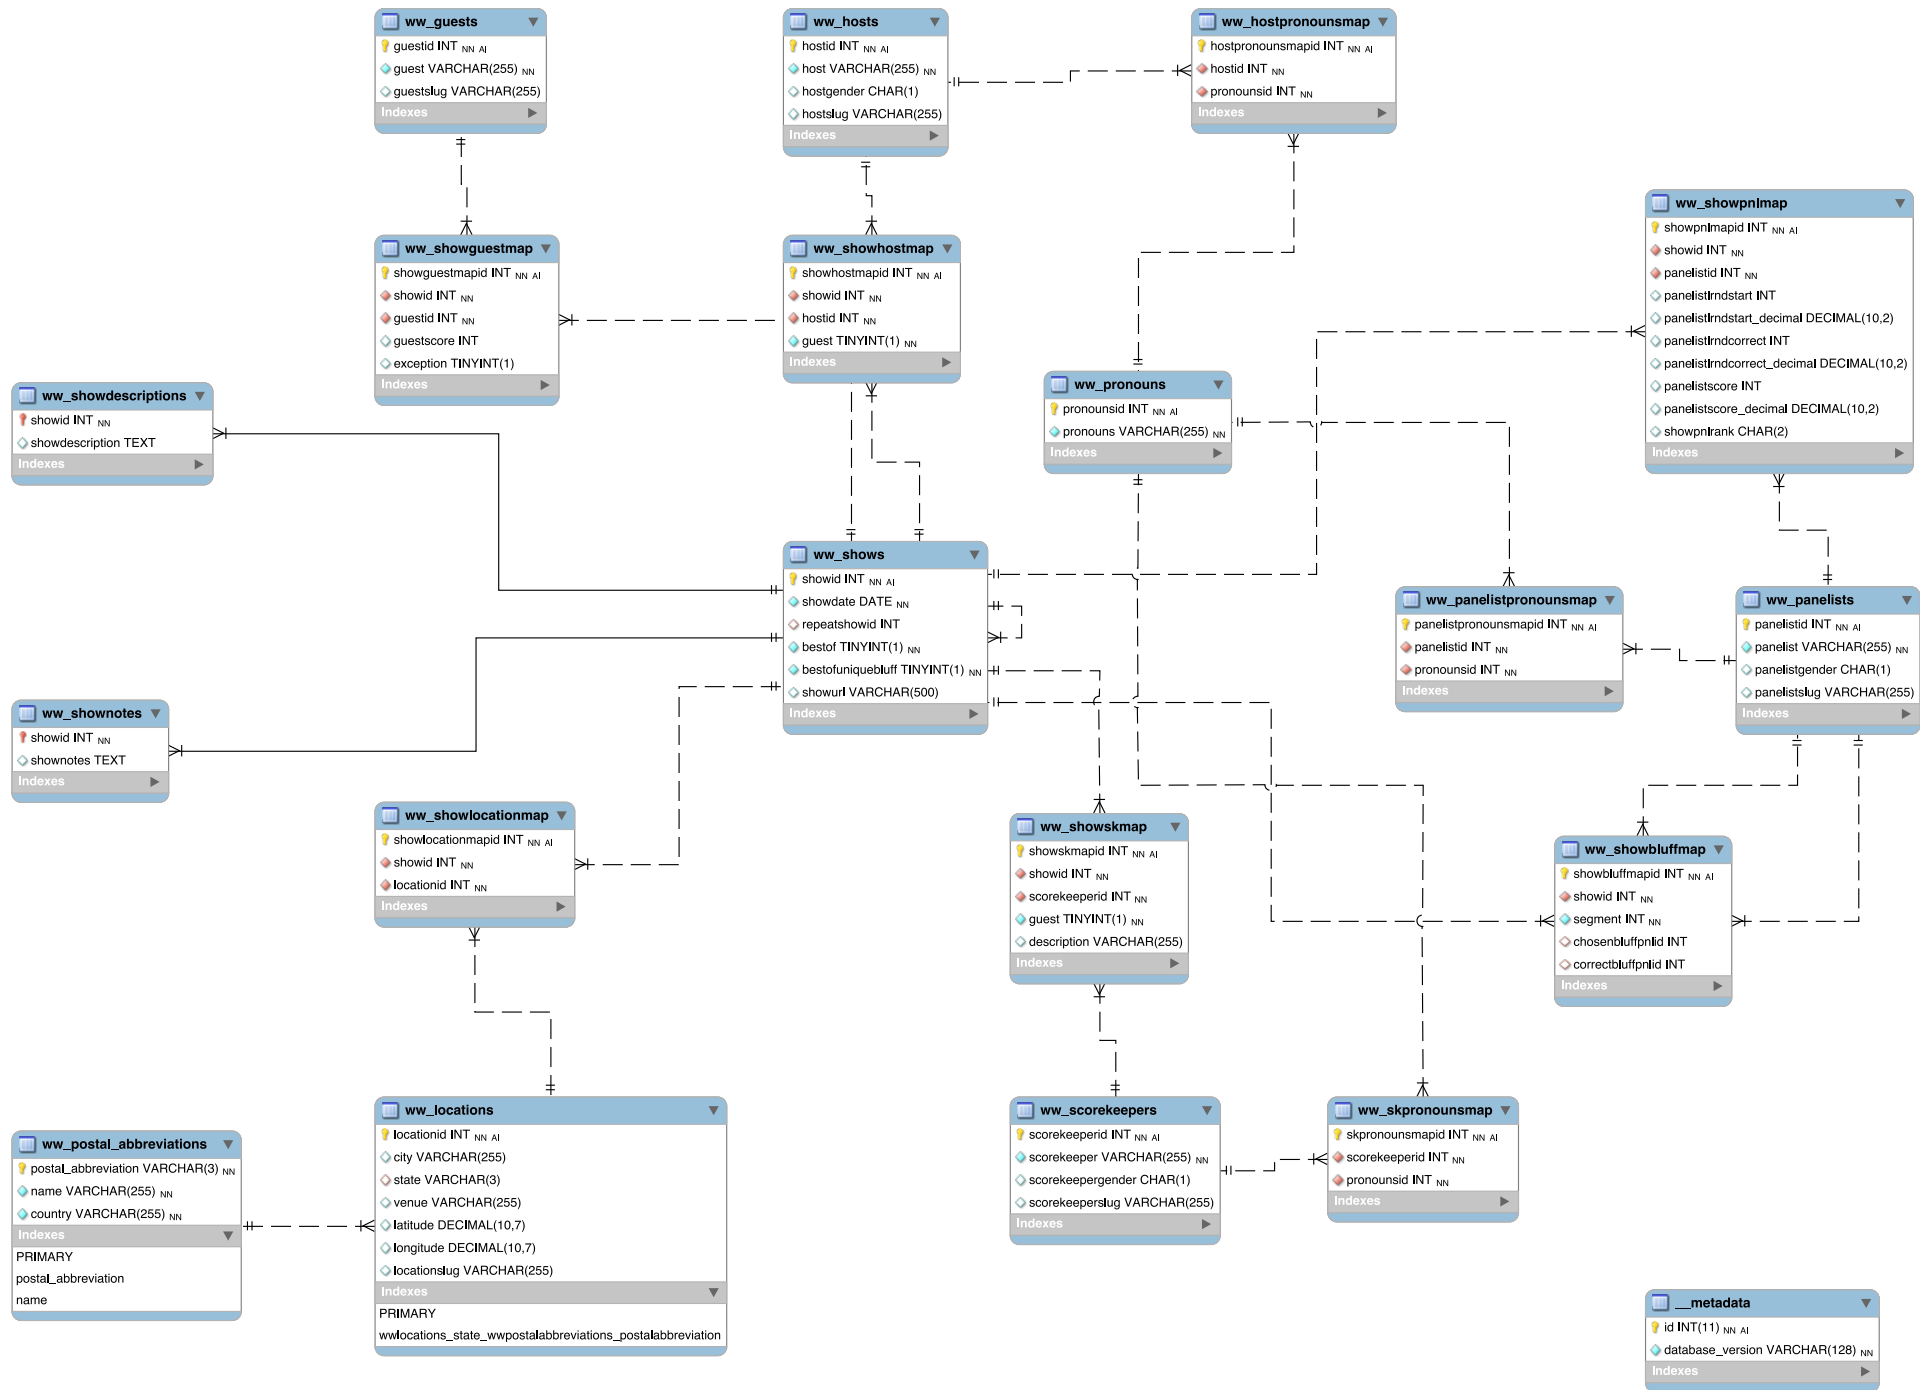 ww_guests
guestid INT NN AI
guest VARCHAR(255) NN
guestslug VARCHAR(255)
Indexes
ww_hosts
hostid INT NN AI
host VARCHAR(255) NN
hostgender CHAR(1)
hostslug VARCHAR(255)
Indexes
ww_hostpronounsmap
hostpronounsmapid INT NN AI
hostid INT NN
pronounsid INT NN
Indexes
ww_showpnlmap
showpnlmapid INT NN AI
showid INT NN
panelistid INT NN
panelistlrndstart INT
panelistlrndstart_decimal DECIMAL(10,2)
panelistlrndcorrect INT
panelistlrndcorrect_decimal DECIMAL(10,2)
panelistscore INT
panelistscore_decimal DECIMAL(10,2)
showpnlrank CHAR(2)
Indexes
ww_showguestmap
showguestmapid INT NN AI
showid INT NN
guestid INT NN
guestscore INT
exception TINYINT(1)
Indexes
ww_showhostmap
showhostmapid INT NN AI
showid INT NN
hostid INT NN
guest TINYINT(1) NN
Indexes
ww_pronouns
pronounsid INT NN AI
pronouns VARCHAR(255) NN
Indexes
ww_showdescriptions
showid INT NN
showdescription TEXT
Indexes
ww_shows
showid INT NN AI
showdate DATE NN
repeatshowid INT
bestof TINYINT(1) NN
bestofuniquebluff TINYINT(1) NN
showurl VARCHAR(500)
Indexes
ww_panelistpronounsmap
panelistpronounsmapid INT NN AI
panelistid INT NN
pronounsid INT NN
Indexes
ww_panelists
panelistid INT NN AI
panelist VARCHAR(255) NN
panelistgender CHAR(1)
panelistslug VARCHAR(255)
Indexes
ww_shownotes
showid INT NN
shownotes TEXT
Indexes
ww_showlocationmap
showlocationmapid INT NN AI
showid INT NN
locationid INT NN
Indexes
ww_showskmap
showskmapid INT NN AI
showid INT NN
scorekeeperid INT NN
guest TINYINT(1) NN
description VARCHAR(255)
Indexes
ww_showbluffmap
showbluffmapid INT NN AI
showid INT NN
segment INT NN
chosenbluffpnlid INT
correctbluffpnlid INT
Indexes
ww_postal_abbreviations
postal_abbreviation VARCHAR(3) NN
name VARCHAR(255) NN
country VARCHAR(255) NN
Indexes
PRIMARY
postal_abbreviation
name
ww_locations
locationid INT NN AI
city VARCHAR(255)
state VARCHAR(3)
venue VARCHAR(255)
latitude DECIMAL(10,7)
longitude DECIMAL(10,7)
locationslug VARCHAR(255)
Indexes
PRIMARY
wwlocations_state_wwpostalabbreviations_postalabbreviation
ww_scorekeepers
scorekeeperid INT NN AI
scorekeeper VARCHAR(255) NN
scorekeepergender CHAR(1)
scorekeeperslug VARCHAR(255)
Indexes
ww_skpronounsmap
skpronounsmapid INT NN AI
scorekeeperid INT NN
pronounsid INT NN
Indexes
__metadata
id INT(11) NN AI
database_version VARCHAR(128) NN
Indexes